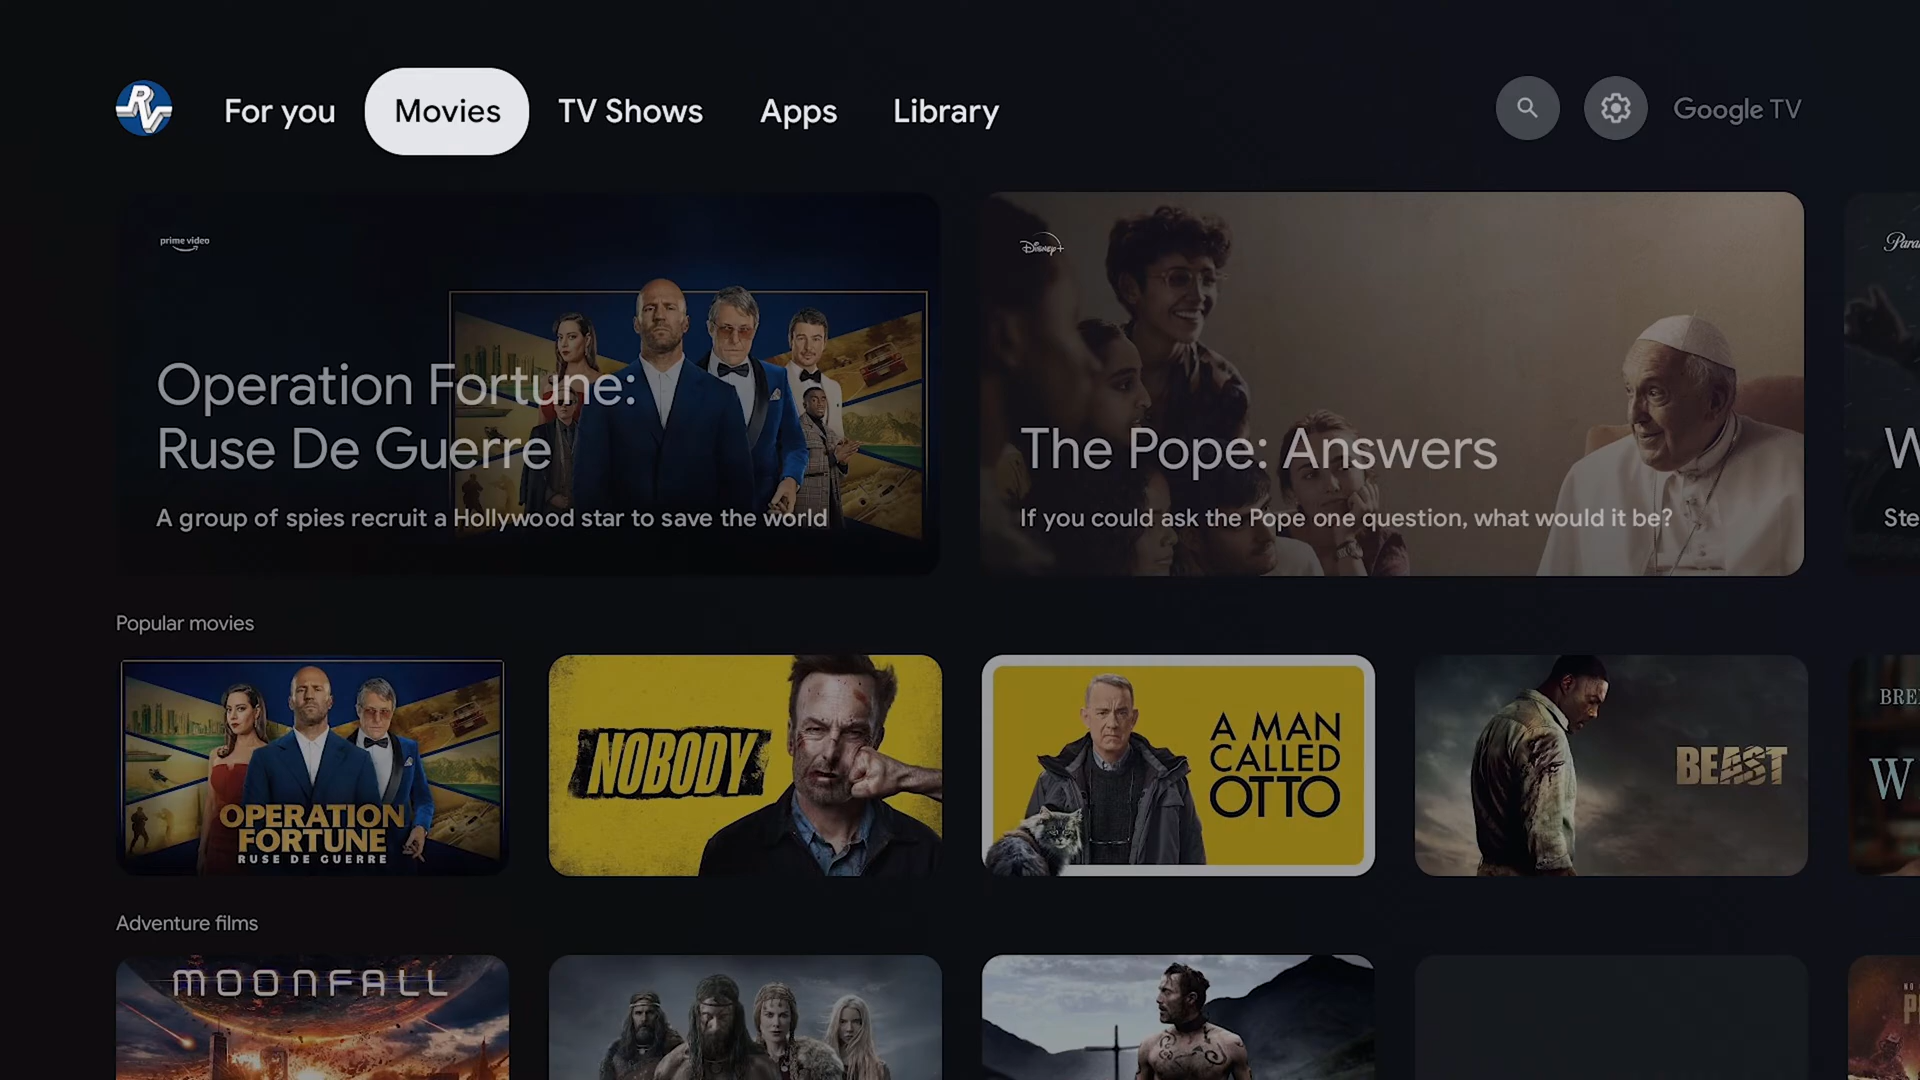 RV
For you
Movies
TV Shows
Apps
Library
Google TV
prime video
Operation Fortune:
Ruse De Guerre
A group of spies recruit a Hollywood star to save the world
Disney+
The Pope: Answers
If you could ask the Pope one question, what would it be?
W
Ste
Popular movies
OPERATION
FORTUNE
RUSE DE GUERRE
NOBODY
A MAN
CALLED
OTTO
BEAST
BRE
W
Adventure films
MOONFALL